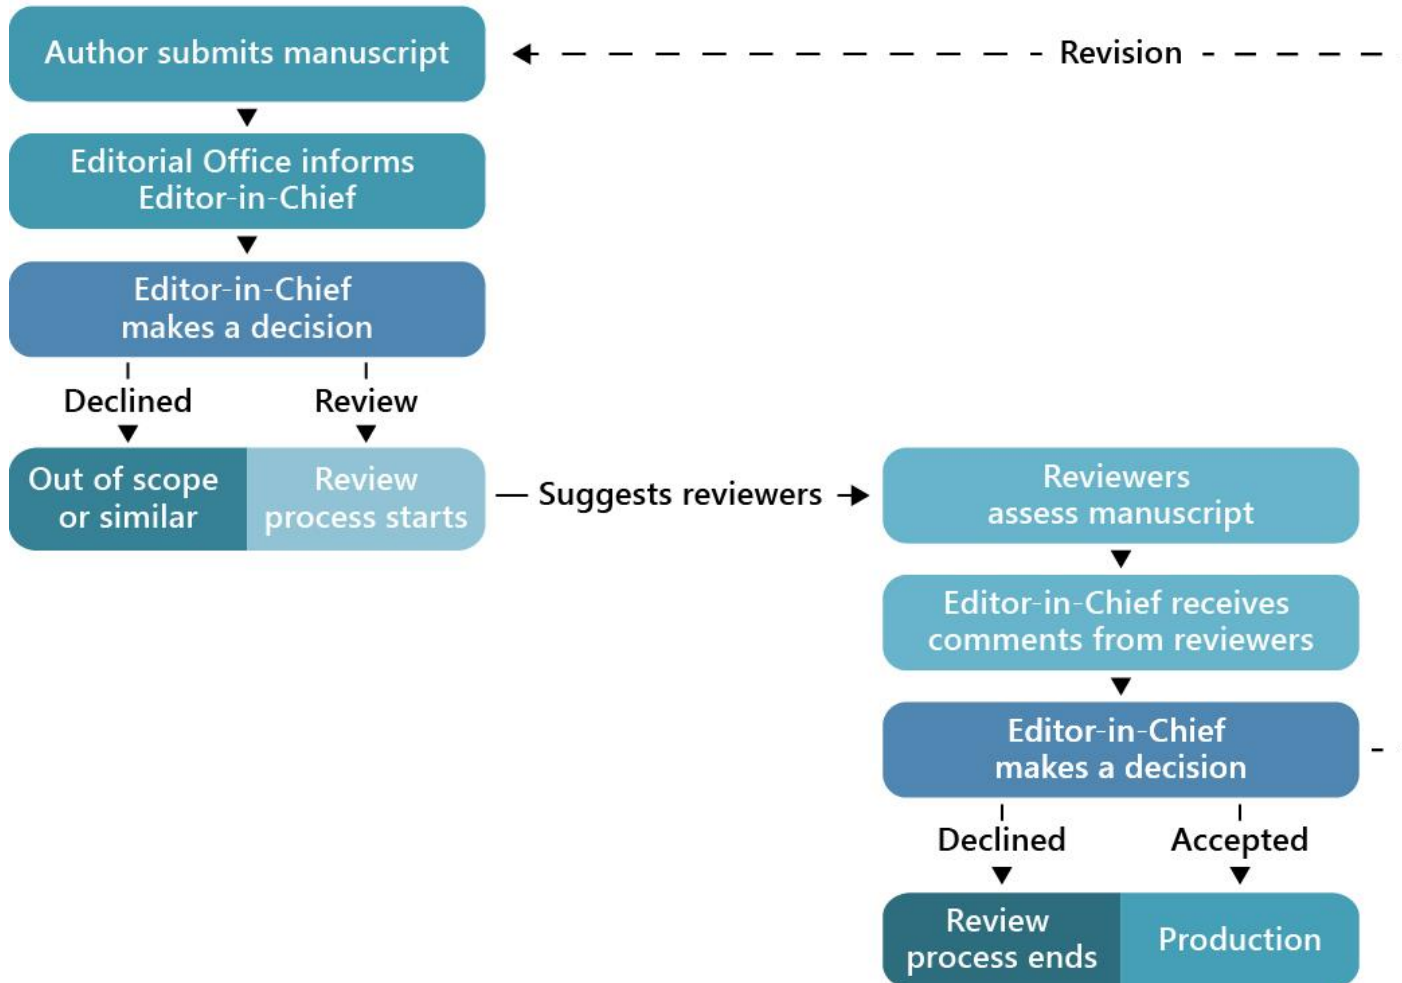 Author submits manuscript
Revision
Editorial Office informs
Editor-in-Chief
Editor-in-Chief
makes a decision
Declined
Review
Out of scope
or similar
Review
process starts
Suggests reviewers
Reviewers
assess manuscript
Editor-in-Chief receives
comments from reviewers
Editor-in-Chief
makes a decision
Declined
Accepted
Review
process ends
Production